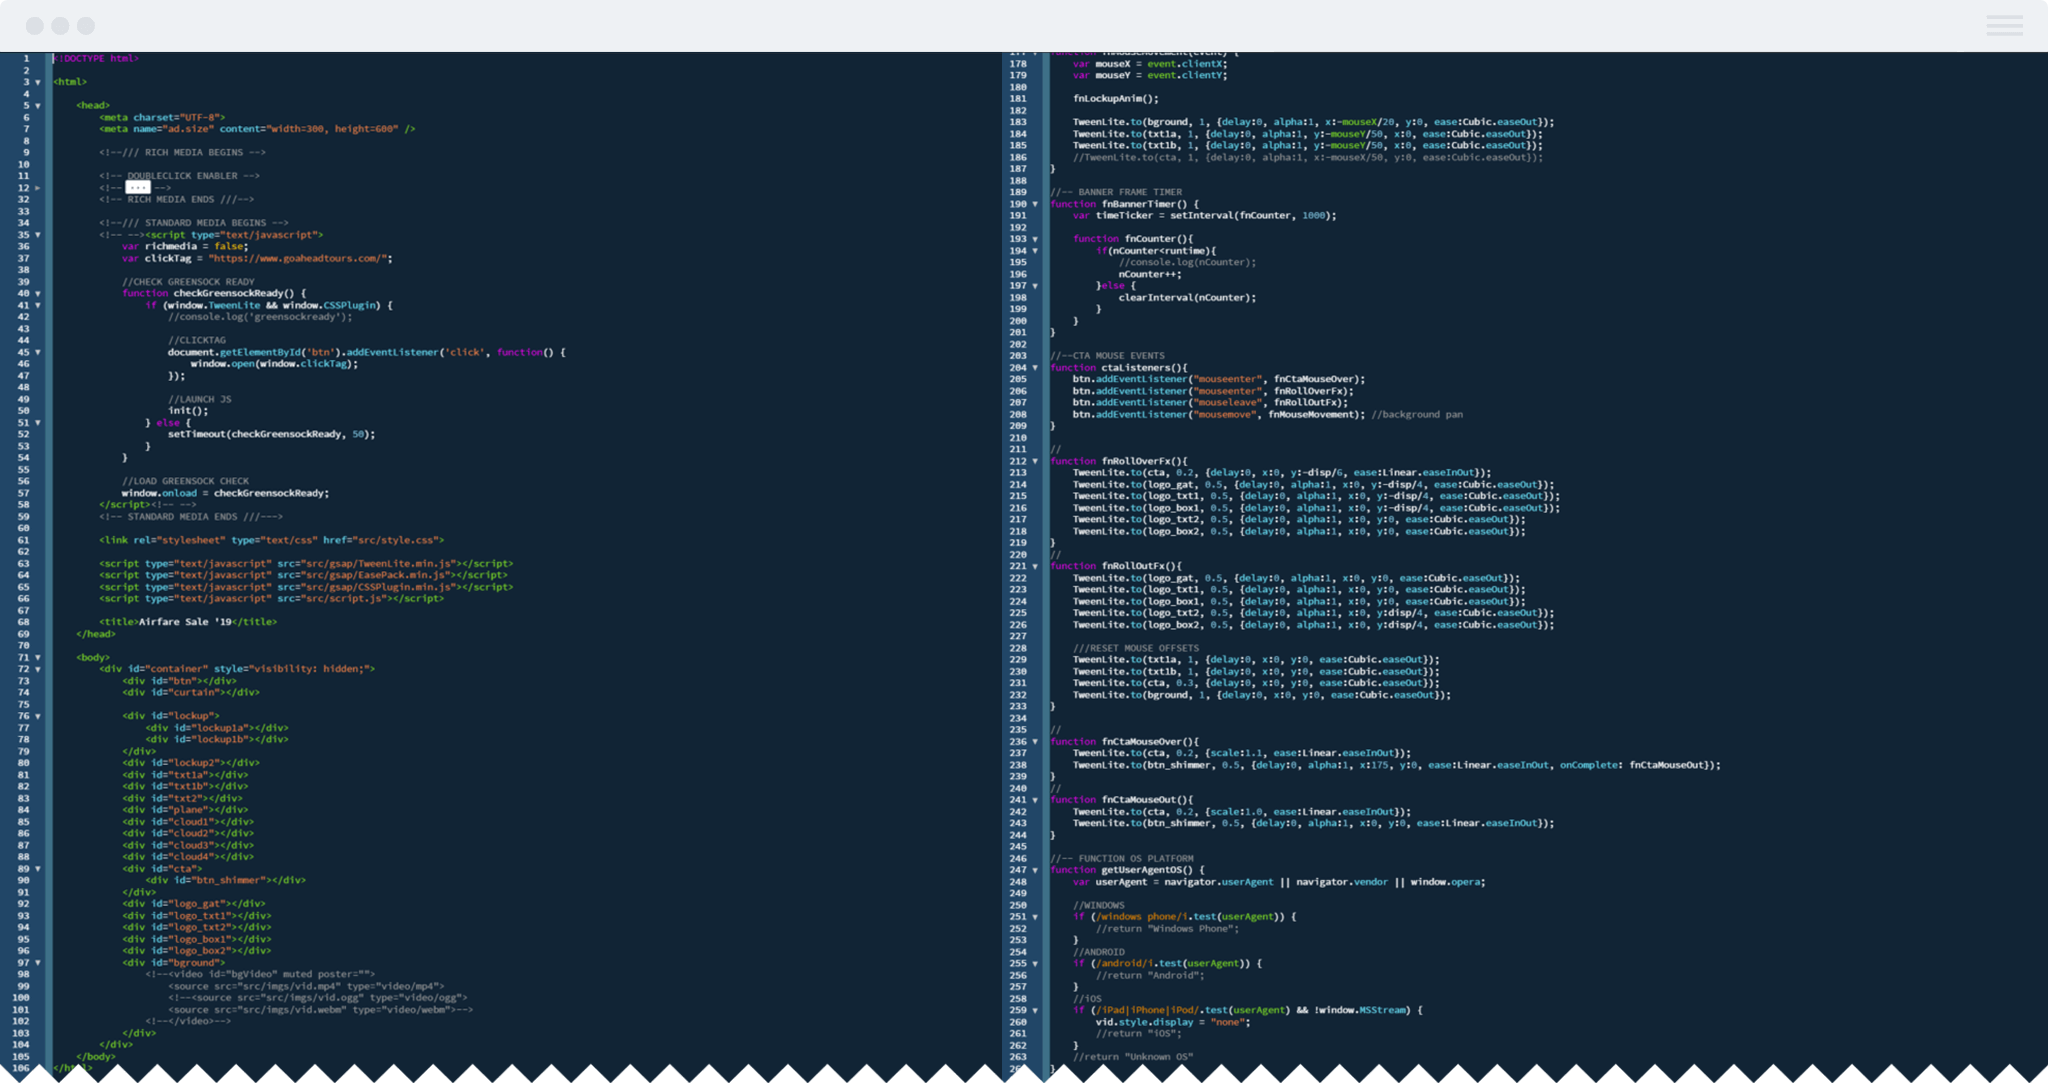 1 <!DOCTYPE html>
2
3 <html>
4
5 <head>
6 <meta charset="UTF-8">
7 <meta name="ad.size" content="width=300, height=600" />
8
9 <!--/// RICH MEDIA BEGINS -->
10
11 <!-- DOUBLECLICK ENABLER -->
12 <!-- ... -->
32 <!-- RICH MEDIA ENDS ///-->
33
34 <!--/// STANDARD MEDIA BEGINS -->
35 <!-- --><script type="text/javascript">
36 var richmedia = false;
37 var clickTag = "https://www.goaheadtours.com/";
38
39 //CHECK GREENSOCK READY
40 function checkGreensockReady() {
41 if (window.TweenLite && window.CSSPlugin) {
42 //console.log('greensockready');
43
44 //CLICKTAG
45 document.getElementById('btn').addEventListener('click', function() {
46 window.open(window.clickTag);
47 });
48
49 //LAUNCH JS
50 init();
51 } else {
52 setTimeout(checkGreensockReady, 50);
53 }
54 }
55
56 //LOAD GREENSOCK CHECK
57 window.onload = checkGreensockReady;
58 </script><!-- -->
59 <!-- STANDARD MEDIA ENDS ///--->
60
61 <link rel="stylesheet" type="text/css" href="src/style.css">
62
63 <script type="text/javascript" src="src/gsap/TweenLite.min.js"></script>
64 <script type="text/javascript" src="src/gsap/EasePack.min.js"></script>
65 <script type="text/javascript" src="src/gsap/CSSPlugin.min.js"></script>
66 <script type="text/javascript" src="src/script.js"></script>
67
68 <title>Airfare Sale '19</title>
69 </head>
70
71 <body>
72 <div id="container" style="visibility: hidden;">
73 <div id="btn"></div>
74 <div id="curtain"></div>
75
76 <div id="lockup">
77 <div id="lockup1a"></div>
78 <div id="lockup1b"></div>
79 </div>
80 <div id="lockup2"></div>
81 <div id="txt1a"></div>
82 <div id="txt1b"></div>
83 <div id="txt2"></div>
84 <div id="plane"></div>
85 <div id="cloud1"></div>
86 <div id="cloud2"></div>
87 <div id="cloud3"></div>
88 <div id="cloud4"></div>
89 <div id="cta">
90 <div id="btn_shimmer"></div>
91 </div>
92 <div id="logo_gat"></div>
93 <div id="logo_txt1"></div>
94 <div id="logo_txt2"></div>
95 <div id="logo_box1"></div>
96 <div id="logo_box2"></div>
97 <div id="bground">
98 <!--<video id="bgVideo" muted poster="">
99 <source src="src/imgs/vid.mp4" type="video/mp4">
100 <!--<source src="src/imgs/vid.ogg" type="video/ogg">
101 <source src="src/imgs/vid.webm" type="video/webm">-->
102 <!--</video>-->
103 </div>
104 </div>
105 </body>
106 </html>
177 function fnMouseMovement(event) {
178 var mouseX = event.clientX;
179 var mouseY = event.clientY;
180
181 fnLockupAnim();
182
183 TweenLite.to(bground, 1, {delay:0, alpha:1, x:-mouseX/20, y:0, ease:Cubic.easeOut});
184 TweenLite.to(txt1a, 1, {delay:0, alpha:1, y:-mouseY/50, x:0, ease:Cubic.easeOut});
185 TweenLite.to(txt1b, 1, {delay:0, alpha:1, y:-mouseY/50, x:0, ease:Cubic.easeOut});
186 //TweenLite.to(cta, 1, {delay:0, alpha:1, x:-mouseX/50, y:0, ease:Cubic.easeOut});
187 }
188
189 //-- BANNER FRAME TIMER
190 function fnBannerTimer() {
191 var timeTicker = setInterval(fnCounter, 1000);
192
193 function fnCounter(){
194 if(nCounter<runtime){
195 //console.log(nCounter);
196 nCounter++;
197 }else {
198 clearInterval(nCounter);
199 }
200 }
201 }
202
203 //--CTA MOUSE EVENTS
204 function ctaListeners(){
205 btn.addEventListener("mouseenter", fnCtaMouseOver);
206 btn.addEventListener("mouseenter", fnRollOverFx);
207 btn.addEventListener("mouseleave", fnRollOutFx);
208 btn.addEventListener("mousemove", fnMouseMovement); //background pan
209 }
210
211 //
212 function fnRollOverFx(){
213 TweenLite.to(cta, 0.2, {delay:0, x:0, y:-disp/6, ease:Linear.easeInOut});
214 TweenLite.to(logo_gat, 0.5, {delay:0, alpha:1, x:0, y:-disp/4, ease:Cubic.easeOut});
215 TweenLite.to(logo_txt1, 0.5, {delay:0, alpha:1, x:0, y:-disp/4, ease:Cubic.easeOut});
216 TweenLite.to(logo_box1, 0.5, {delay:0, alpha:1, x:0, y:-disp/4, ease:Cubic.easeOut});
217 TweenLite.to(logo_txt2, 0.5, {delay:0, alpha:1, x:0, y:0, ease:Cubic.easeOut});
218 TweenLite.to(logo_box2, 0.5, {delay:0, alpha:1, x:0, y:0, ease:Cubic.easeOut});
219 }
220 //
221 function fnRollOutFx(){
222 TweenLite.to(logo_gat, 0.5, {delay:0, alpha:1, x:0, y:0, ease:Cubic.easeOut});
223 TweenLite.to(logo_txt1, 0.5, {delay:0, alpha:1, x:0, y:0, ease:Cubic.easeOut});
224 TweenLite.to(logo_box1, 0.5, {delay:0, alpha:1, x:0, y:0, ease:Cubic.easeOut});
225 TweenLite.to(logo_txt2, 0.5, {delay:0, alpha:1, x:0, y:disp/4, ease:Cubic.easeOut});
226 TweenLite.to(logo_box2, 0.5, {delay:0, alpha:1, x:0, y:disp/4, ease:Cubic.easeOut});
227
228 ///RESET MOUSE OFFSETS
229 TweenLite.to(txt1a, 1, {delay:0, x:0, y:0, ease:Cubic.easeOut});
230 TweenLite.to(txt1b, 1, {delay:0, x:0, y:0, ease:Cubic.easeOut});
231 TweenLite.to(cta, 0.3, {delay:0, x:0, y:0, ease:Cubic.easeOut});
232 TweenLite.to(bground, 1, {delay:0, x:0, y:0, ease:Cubic.easeOut});
233 }
234
235 //
236 function fnCtaMouseOver(){
237 TweenLite.to(cta, 0.2, {scale:1.1, ease:Linear.easeInOut});
238 TweenLite.to(btn_shimmer, 0.5, {delay:0, alpha:1, x:175, y:0, ease:Linear.easeInOut, onComplete: fnCtaMouseOut});
239 }
240 //
241 function fnCtaMouseOut(){
242 TweenLite.to(cta, 0.2, {scale:1.0, ease:Linear.easeInOut});
243 TweenLite.to(btn_shimmer, 0.5, {delay:0, alpha:1, x:0, y:0, ease:Linear.easeInOut});
244 }
245
246 //-- FUNCTION OS PLATFORM
247 function getUserAgentOS() {
248 var userAgent = navigator.userAgent || navigator.vendor || window.opera;
249
250 //WINDOWS
251 if (/windows phone/i.test(userAgent)) {
252 //return "Windows Phone";
253 }
254 //ANDROID
255 if (/android/i.test(userAgent)) {
256 //return "Android";
257 }
258 //iOS
259 if (/iPad|iPhone|iPod/.test(userAgent) && !window.MSStream) {
260 vid.style.display = "none";
261 //return "iOS";
262 }
263 //return "Unknown OS"
}